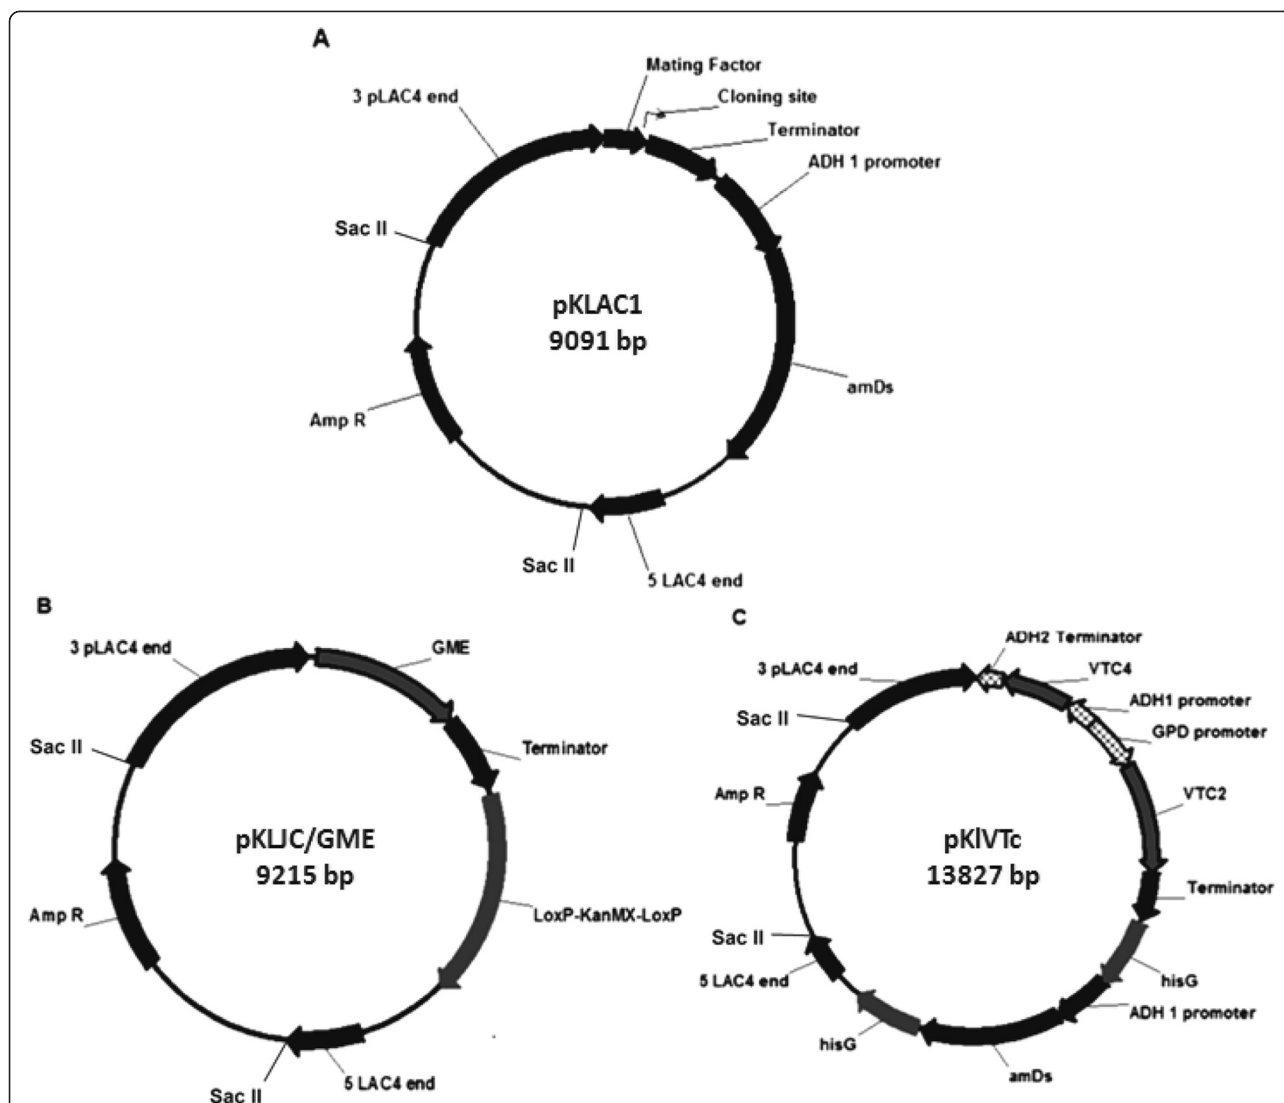 A
Mating Factor
3 pLAC4 end
Cloning site
Terminator
ADH 1 promoter
Sac II
pKLAC1
9091 bp
amDs
Amp R
Sac II
5 LAC4 end
B
3 pLAC4 end
GME
Sac II
Terminator
pKLJC/GME
9215 bp
Amp R
LoxP-KanMX-LoxP
5 LAC4 end
Sac II
C
ADH2 Terminator
3 pLAC4 end
VTC4
ADH1 promoter
Sac II
GPD promoter
Amp R
VTC2
pKlVTc
13827 bp
Terminator
Sac II
5 LAC4 end
hisG
ADH 1 promoter
hisG
amDs